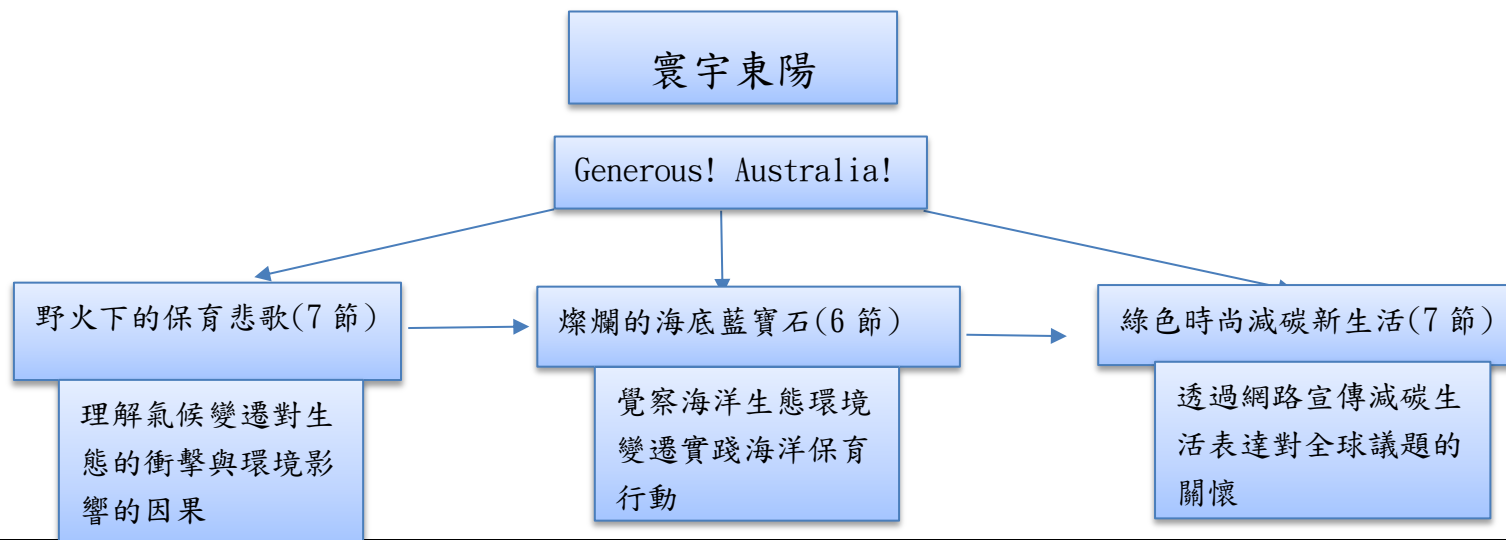 寰宇東陽
Generous! Australia!
野火下的保育悲歌(7 節)
燦爛的海底藍寶石(6 節)
綠色時尚減碳新生活(7 節)
理解氣候變遷對生
態的衝擊與環境影
響的因果
覺察海洋生態環境
變遷實踐海洋保育
行動
透過網路宣傳減碳生
活表達對全球議題的
關懷